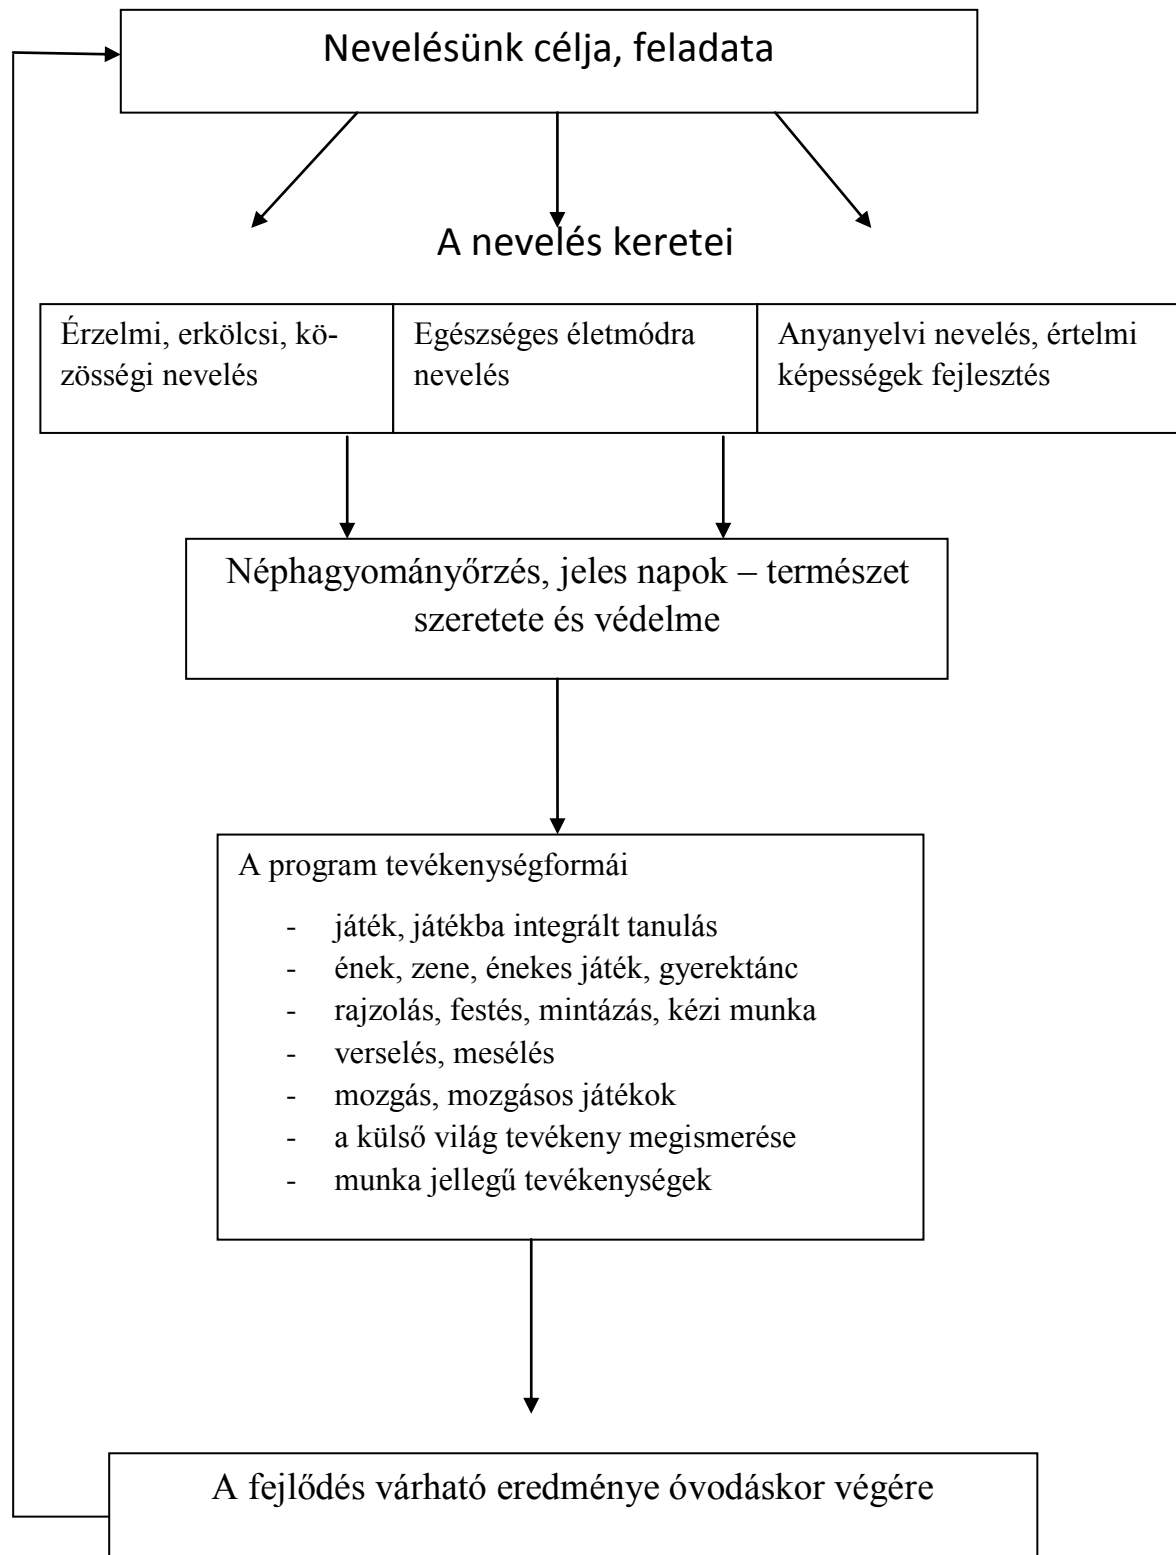 Nevelésünk célja, feladata
A nevelés keretei
Érzelmi, erkölcsi, kö-
zösségi nevelés
Egészséges életmódra
nevelés
Anyanyelvi nevelés, értelmi
képességek fejlesztés
Néphagyományőrzés, jeles napok – természet
szeretete és védelme
A program tevékenységformái
- játék, játékba integrált tanulás
- ének, zene, énekes játék, gyerektánc
- rajzolás, festés, mintázás, kézi munka
- verselés, mesélés
- mozgás, mozgásos játékok
- a külső világ tevékeny megismerése
- munka jellegű tevékenységek
A fejlődés várható eredménye óvodáskor végére